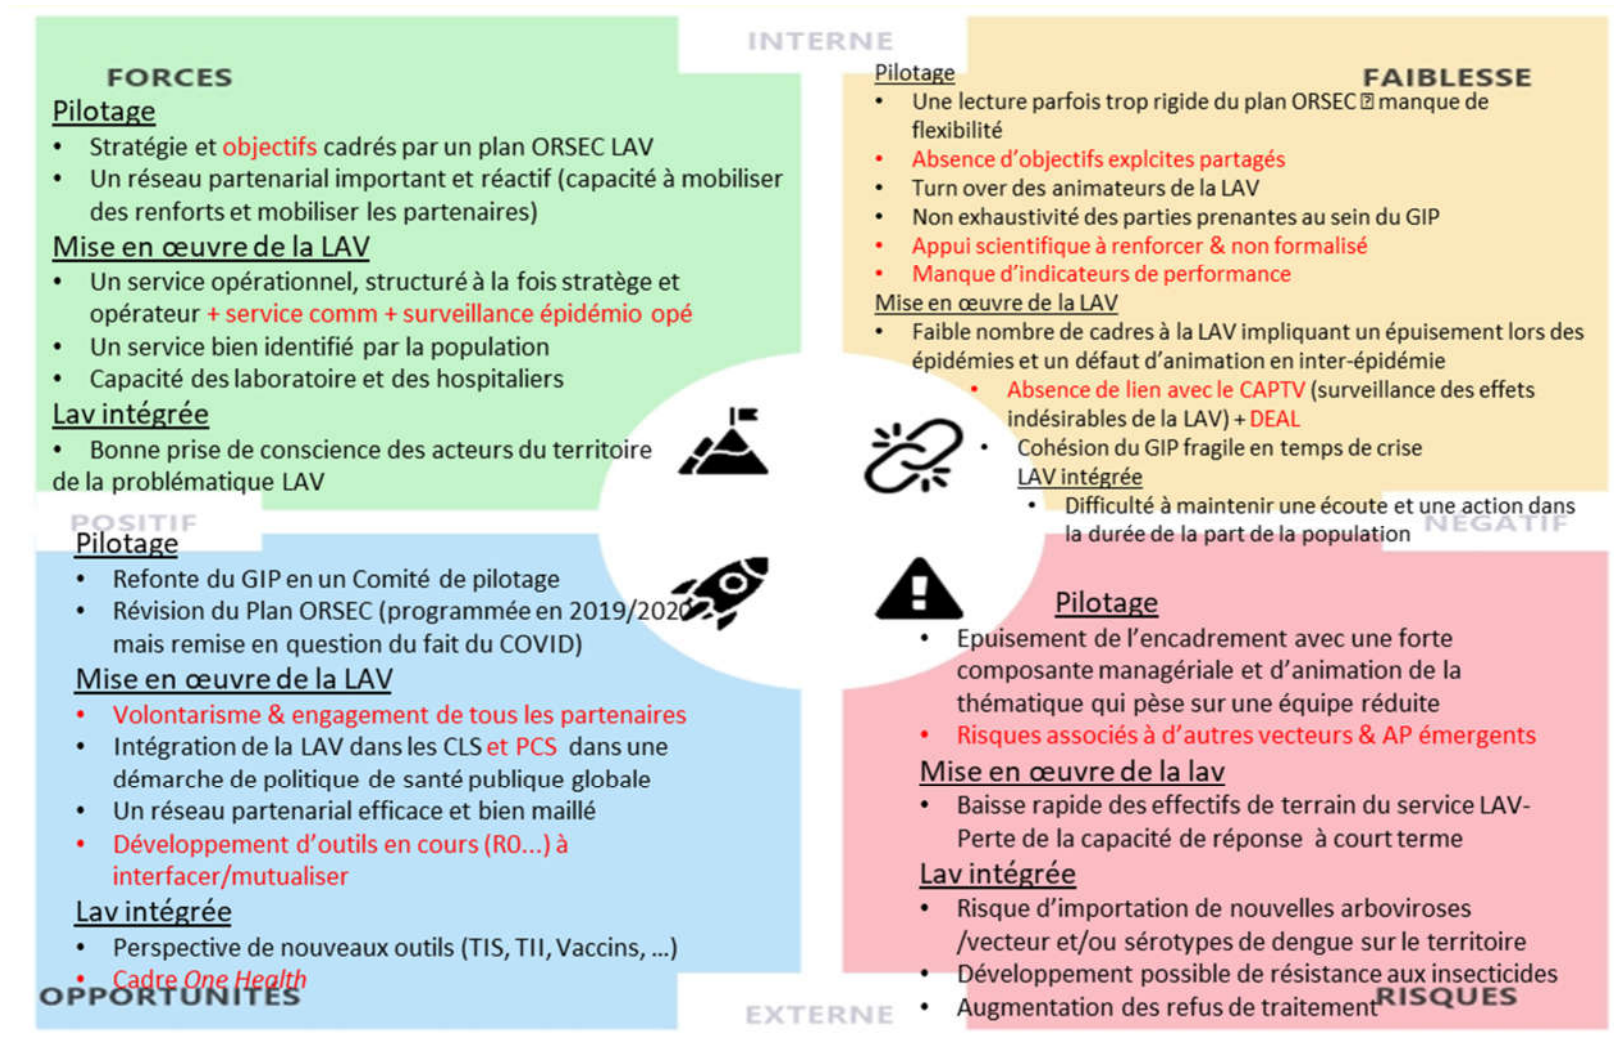 INTERNE
FORCES
Pilotage
• Stratégie et objectifs cadrés par un plan ORSEC LAV
• Un réseau partenarial important et réactif (capacité à mobiliser
des renforts et mobiliser les partenaires)
Mise en œuvre de la LAV
• Un service opérationnel, structuré à la fois stratège et
opérateur + service comm + surveillance épidémio opé
• Un service bien identifié par la population
• Capacité des laboratoire et des hospitaliers
Lav intégrée
• Bonne prise de conscience des acteurs du territoire
de la problématique LAV
FAIBLESSE
Pilotage
• Une lecture parfois trop rigide du plan ORSEC ⍰ manque de
flexibilité
• Absence d'objectifs explcites partagés
• Turn over des animateurs de la LAV
• Non exhaustivité des parties prenantes au sein du GIP
• Appui scientifique à renforcer & non formalisé
• Manque d'indicateurs de performance
Mise en œuvre de la LAV
• Faible nombre de cadres à la LAV impliquant un épuisement lors des
épidémies et un défaut d'animation en inter-épidémie
• Absence de lien avec le CAPTV (surveillance des effets
indésirables de la LAV) + DEAL
• Cohésion du GIP fragile en temps de crise
LAV intégrée
• Difficulté à maintenir une écoute et une action dans
la durée de la part de la population
POSITIF
NÉGATIF
Pilotage
• Refonte du GIP en un Comité de pilotage
• Révision du Plan ORSEC (programmée en 2019/2020
mais remise en question du fait du COVID)
Mise en œuvre de la LAV
• Volontarisme & engagement de tous les partenaires
• Intégration de la LAV dans les CLS et PCS dans une
démarche de politique de santé publique globale
• Un réseau partenarial efficace et bien maillé
• Développement d'outils en cours (R0...) à
interfacer/mutualiser
Lav intégrée
• Perspective de nouveaux outils (TIS, TII, Vaccins, ...)
• Cadre One Health
OPPORTUNITÉS
Pilotage
• Epuisement de l'encadrement avec une forte
composante managériale et d'animation de la
thématique qui pèse sur une équipe réduite
• Risques associés à d'autres vecteurs & AP émergents
Mise en œuvre de la lav
• Baisse rapide des effectifs de terrain du service LAV-
Perte de la capacité de réponse à court terme
Lav intégrée
• Risque d'importation de nouvelles arboviroses
/vecteur et/ou sérotypes de dengue sur le territoire
• Développement possible de résistance aux insecticides
• Augmentation des refus de traitement
RISQUES
EXTERNE